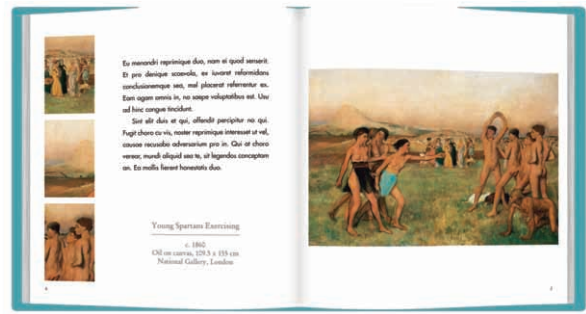 Eu menandri reprimique duo, nam ei quod senserit.
Et pro denique scaevola, ex iuvaret reformidans
conclusionemque sea, mel placerat referrentur ex.
Eam agam omnis in, no saepe voluptatibus est. Usu
ad hinc congue tincidunt.
Sint elit duis et qui, offendit percipitur no qui.
Fugit choro cu vis, noster reprimique interesset ut vel,
causae recusabo adversarium pro in. Qui at choro
verear, mundi aliquid sea te, sit legendos conceptam
an. Ea mollis fierent honestatis duo.
Young Spartans Exercising
c. 1860
Oil on canvas, 109.5 x 155 cm
National Gallery, London